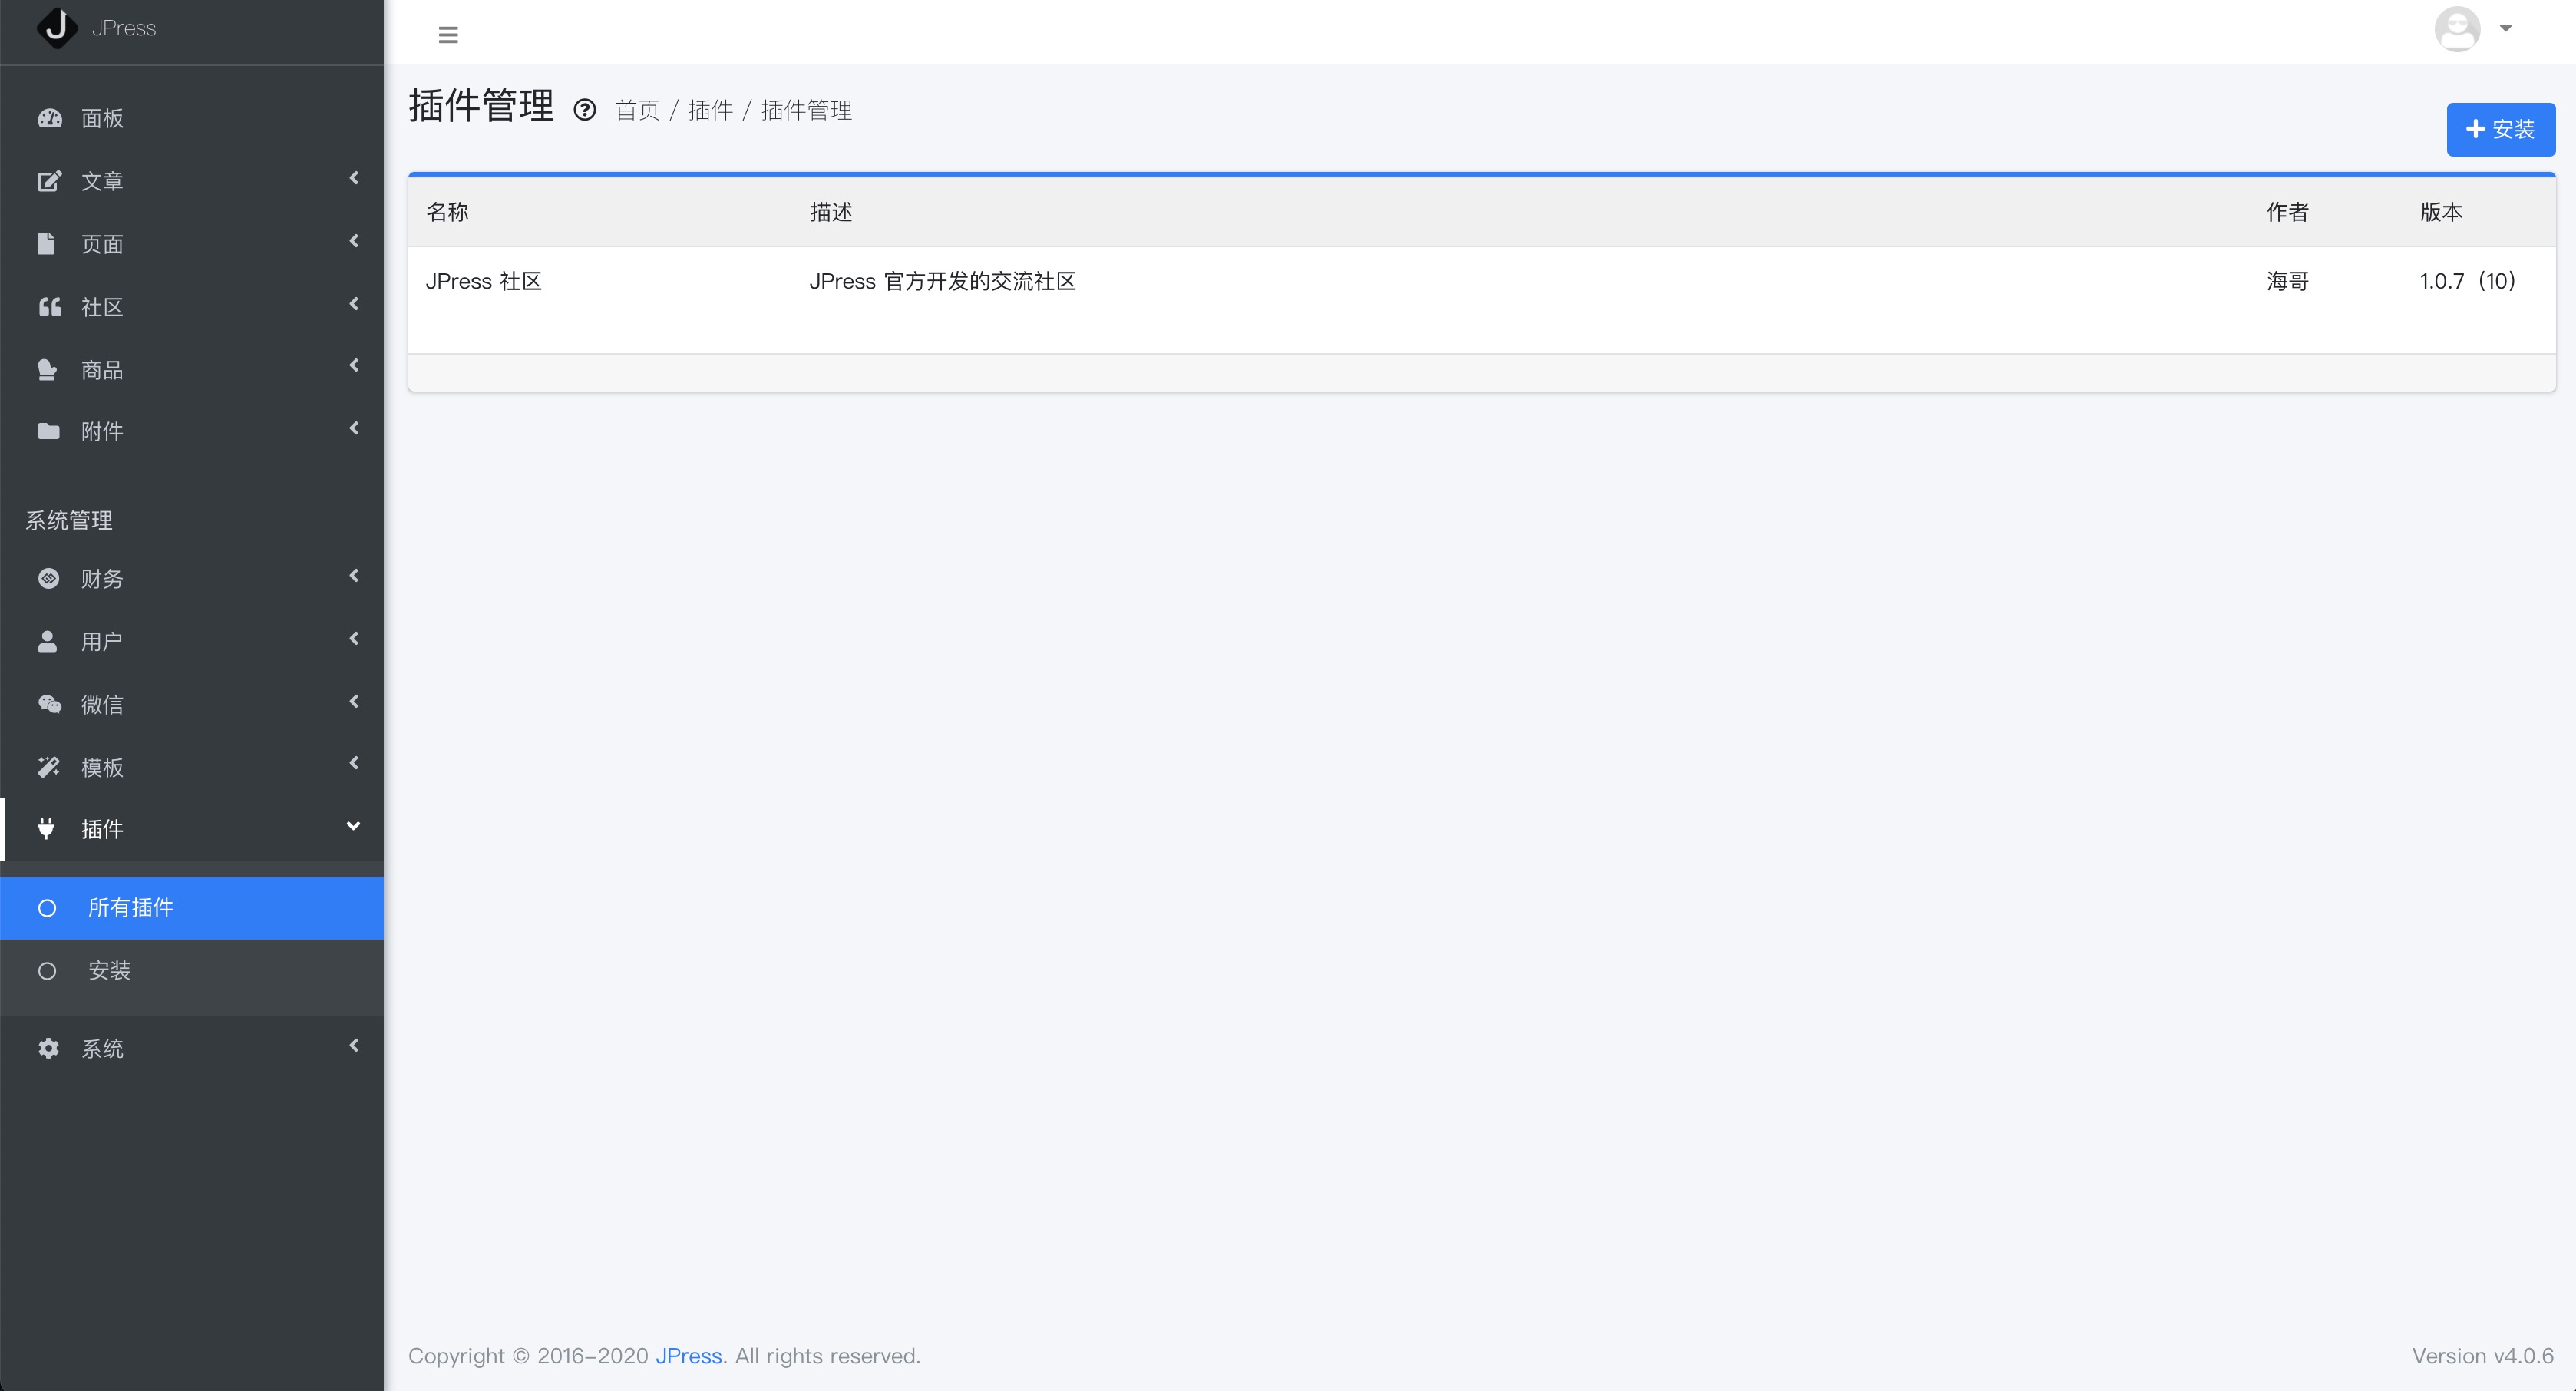 JPress
面板
文章
页面
社区
商品
附件
系统管理
财务
用户
微信
模板
插件
所有插件
安装
系统
插件管理 首页 / 插件 / 插件管理
安装
名称 描述 作者 版本
JPress 社区 JPress 官方开发的交流社区 海哥 1.0.7（10）
Copyright © 2016-2020 JPress. All rights reserved. Version v4.0.6